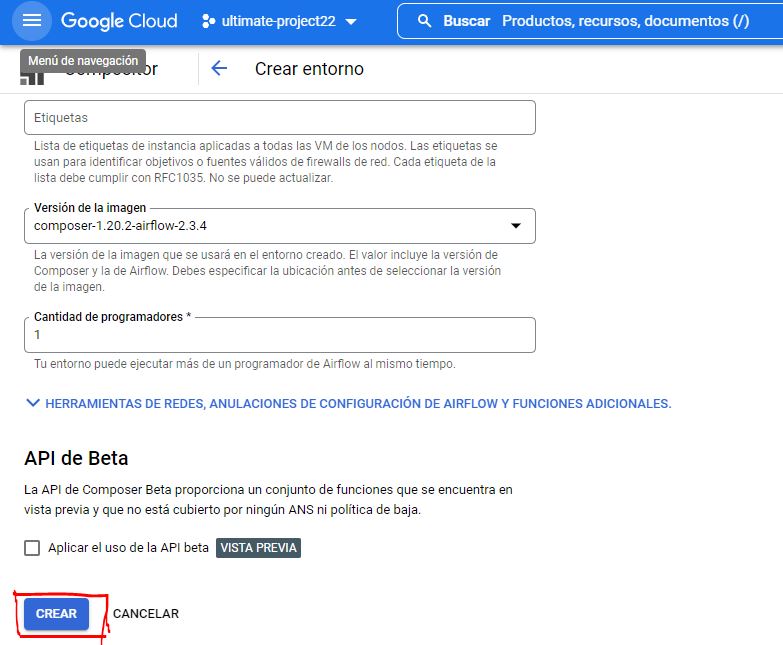 Google Cloud
ultimate-project22
Buscar Productos, recursos, documentos (/)
Menú de navegación
Compositor
Crear entorno
Etiquetas
Lista de etiquetas de instancia aplicadas a todas las VM de los nodos. Las etiquetas se
usan para identificar objetivos o fuentes válidos de firewalls de red. Cada etiqueta de la
lista debe cumplir con RFC1035. No se puede actualizar.
Versión de la imagen
composer-1.20.2-airflow-2.3.4
La versión de la imagen que se usará en el entorno creado. El valor incluye la versión de
Composer y la de Airflow. Debes especificar la ubicación antes de seleccionar la versión
de la imagen.
Cantidad de programadores *
1
Tu entorno puede ejecutar más de un programador de Airflow al mismo tiempo.
HERRAMIENTAS DE REDES, ANULACIONES DE CONFIGURACIÓN DE AIRFLOW Y FUNCIONES ADICIONALES.
API de Beta
La API de Composer Beta proporciona un conjunto de funciones que se encuentra en
vista previa y que no está cubierto por ningún ANS ni política de baja.
Aplicar el uso de la API beta VISTA PREVIA
CREAR CANCELAR